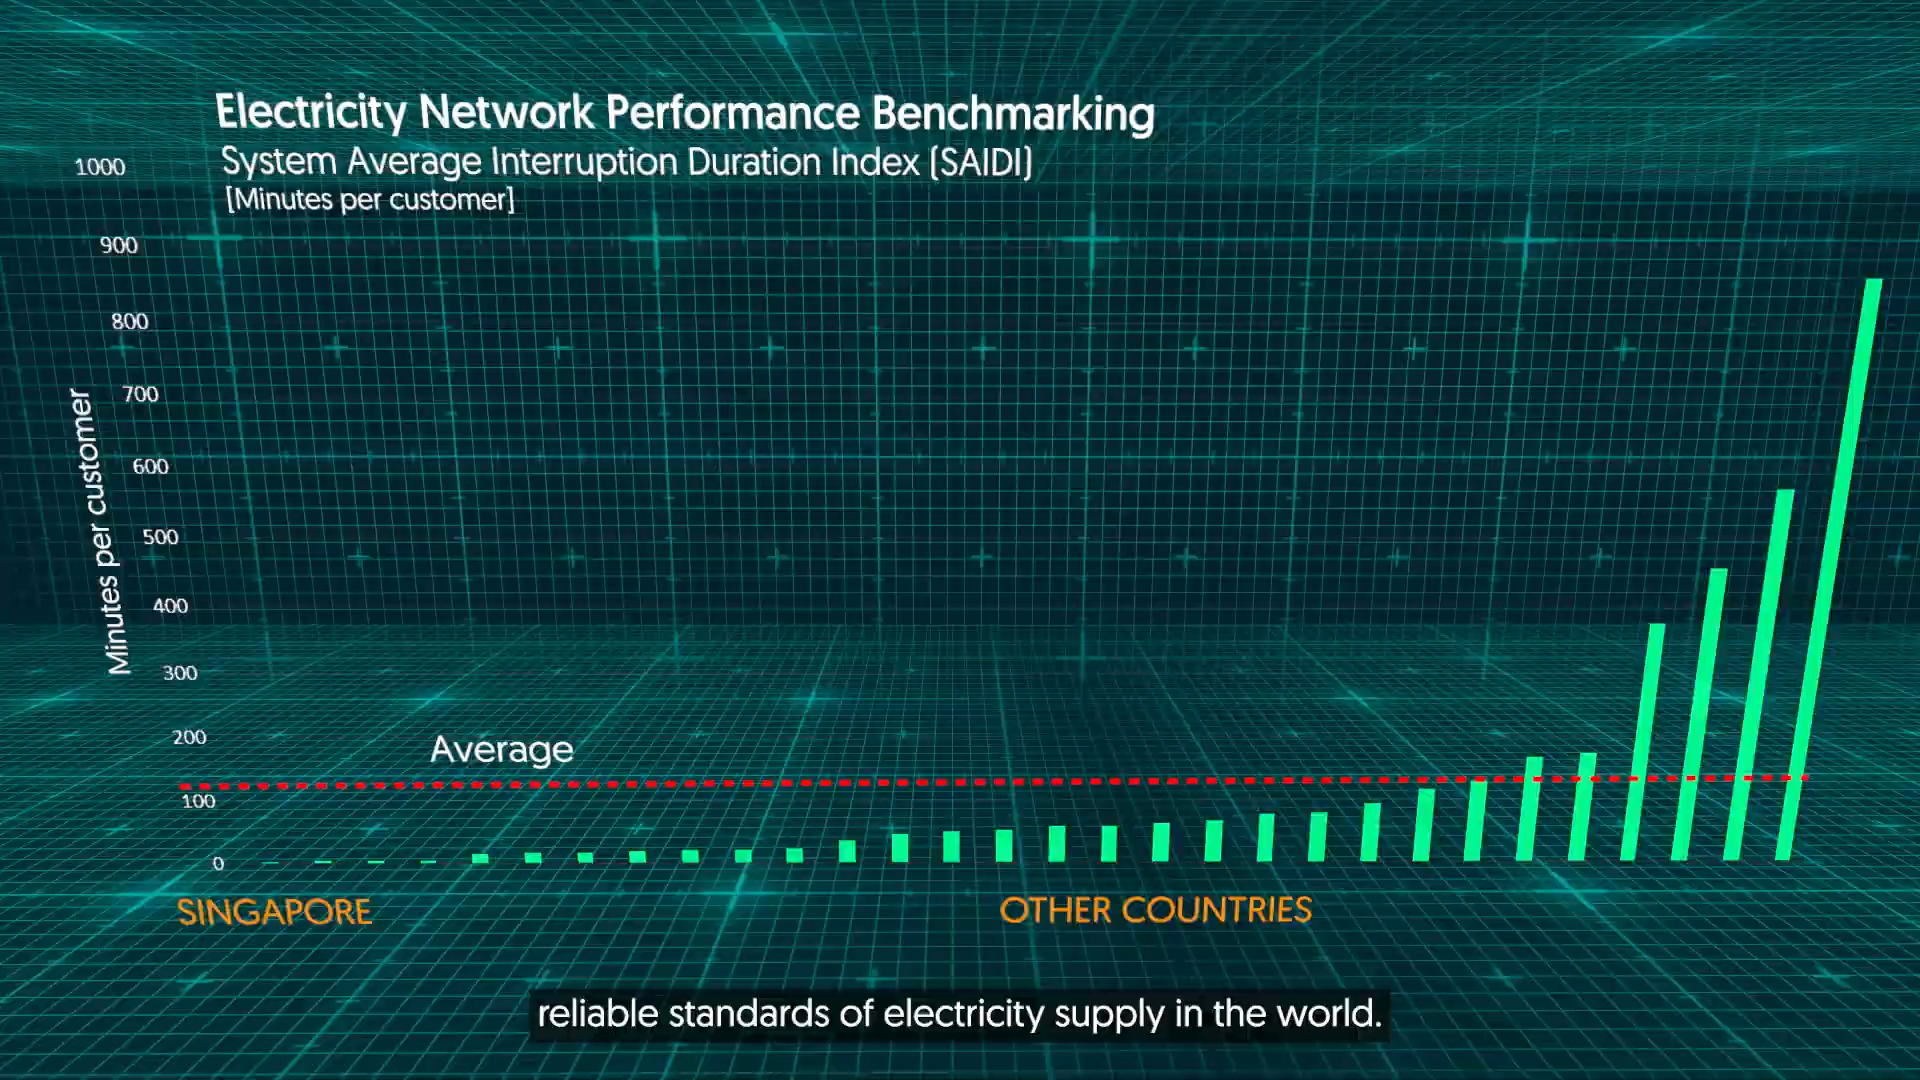 Electricity Network Performance Benchmarking
System Average Interruption Duration Index (SAIDI)
[Minutes per customer]
1000
900
800
700
600
500
400
300
200
100
0
Minutes per customer
Average
SINGAPORE
OTHER COUNTRIES
reliable standards of electricity supply in the world.